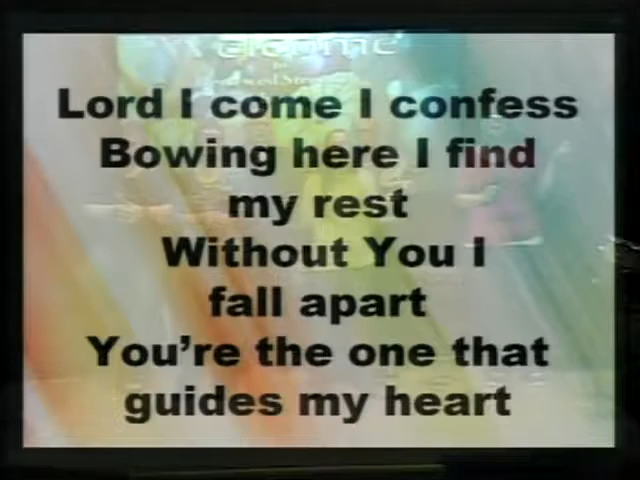 Lord I come I confess
Bowing here I find
my rest
Without You I
fall apart
You're the one that
guides my heart